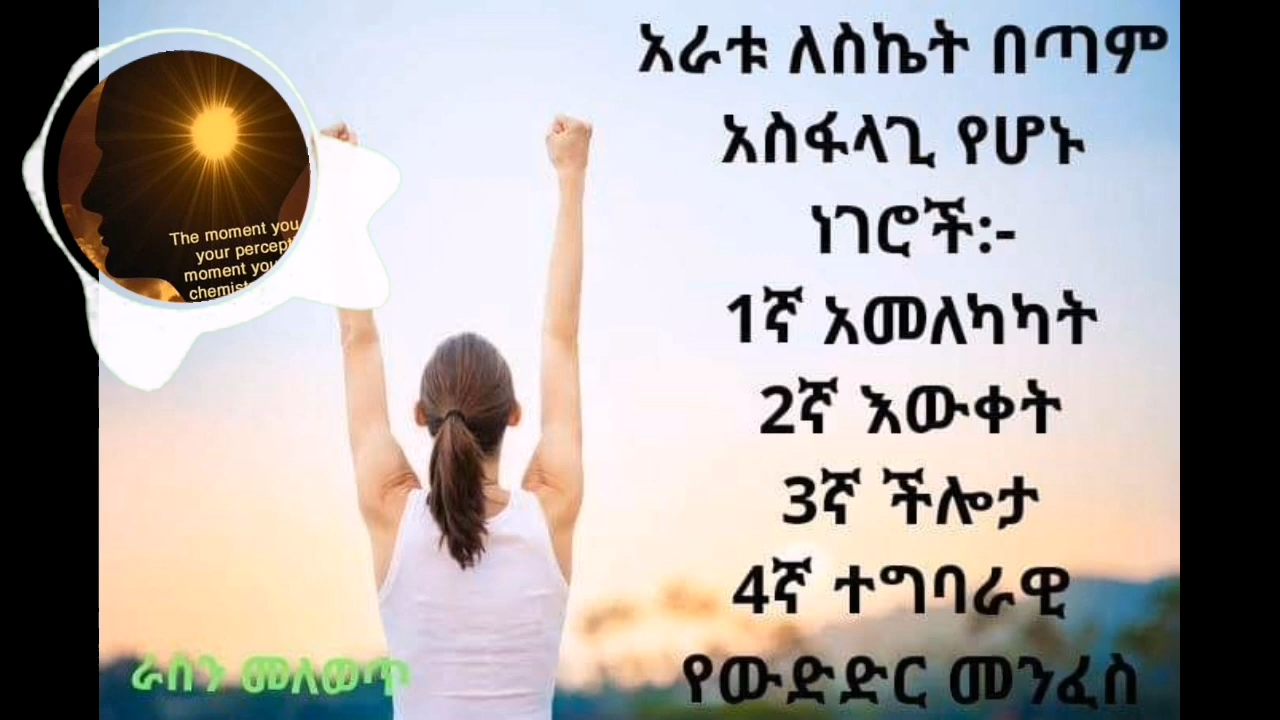 አራቱ ለስኬት በጣም
አስፋላጊ የሆኑ
ነገሮች:-
1ኛ አመለካካት
2ኛ እውቀት
3ኛ ችሎታ
4ኛ ተግባራዊ
የውድድር መንፈስ
The moment you
your percept
moment you
chemist
ራስን መለወጥ